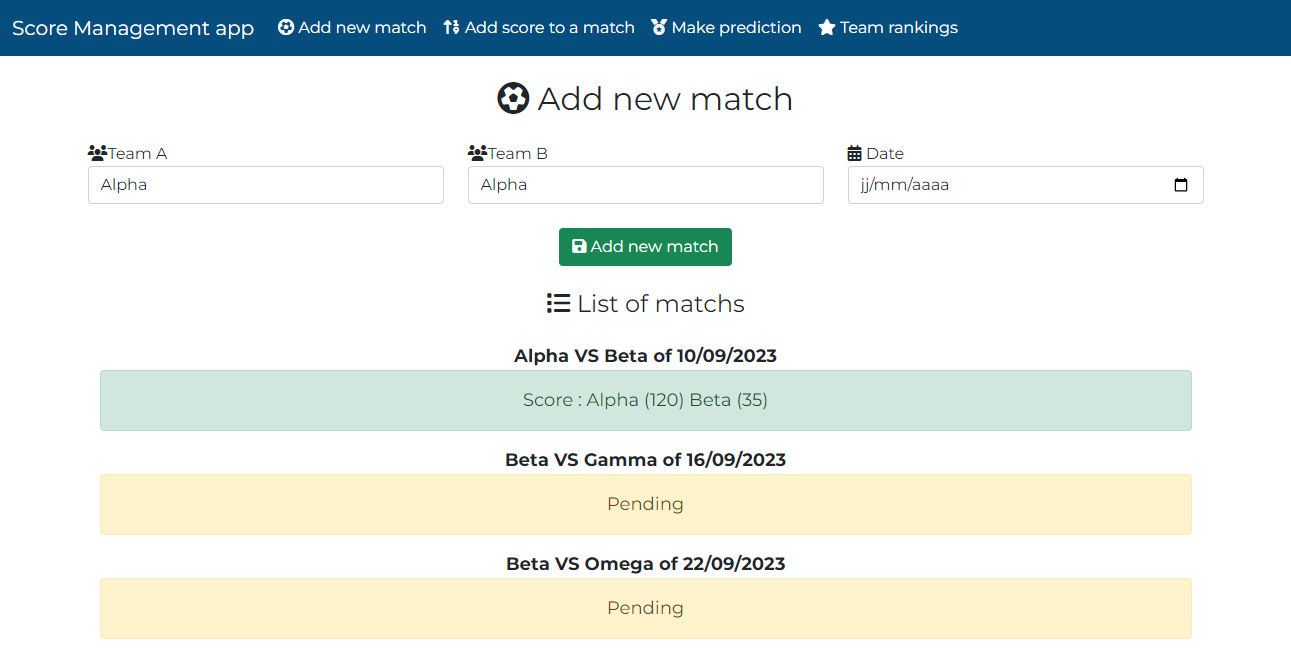 Score Management app Add new match Add score to a match Make prediction Team rankings
Add new match
Team A Team B Date
Alpha Alpha jj/mm/aaaa
Add new match
List of matchs
Alpha VS Beta of 10/09/2023
Score : Alpha (120) Beta (35)
Beta VS Gamma of 16/09/2023
Pending
Beta VS Omega of 22/09/2023
Pending